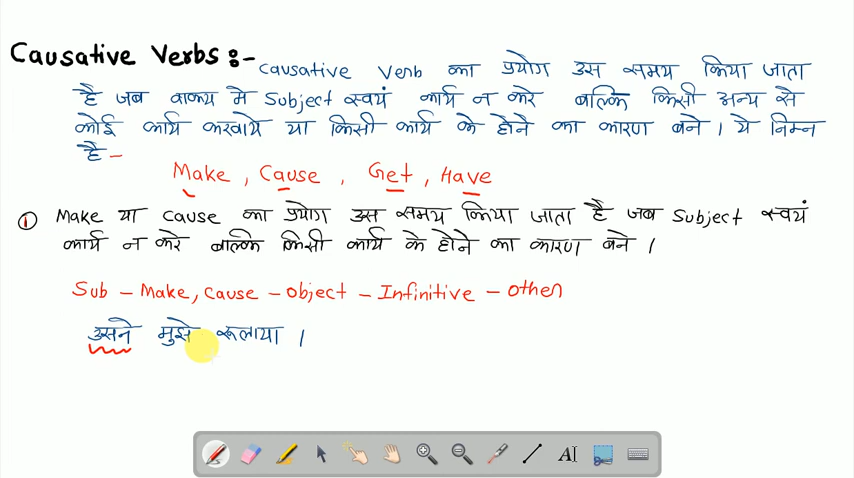 Causative Verbs :-
Causative Verb का प्रयोग उस समय किया जाता
है जब वाक्य मे Subject स्वयं कार्य न करे बल्कि किसी अन्य से
कोई कार्य करवाये या किसी कार्य के होने का कारण बने । ये निम्न
है -
Make , Cause , Get , Have
① Make या Cause का प्रयोग उस समय किया जाता है जब Subject स्वयं
कार्य न करे बल्कि किसी कार्य के होने का कारण बने ।
Sub - Make, Cause - Object - Infinitive - Other
उसने मुझे रूलाया ।